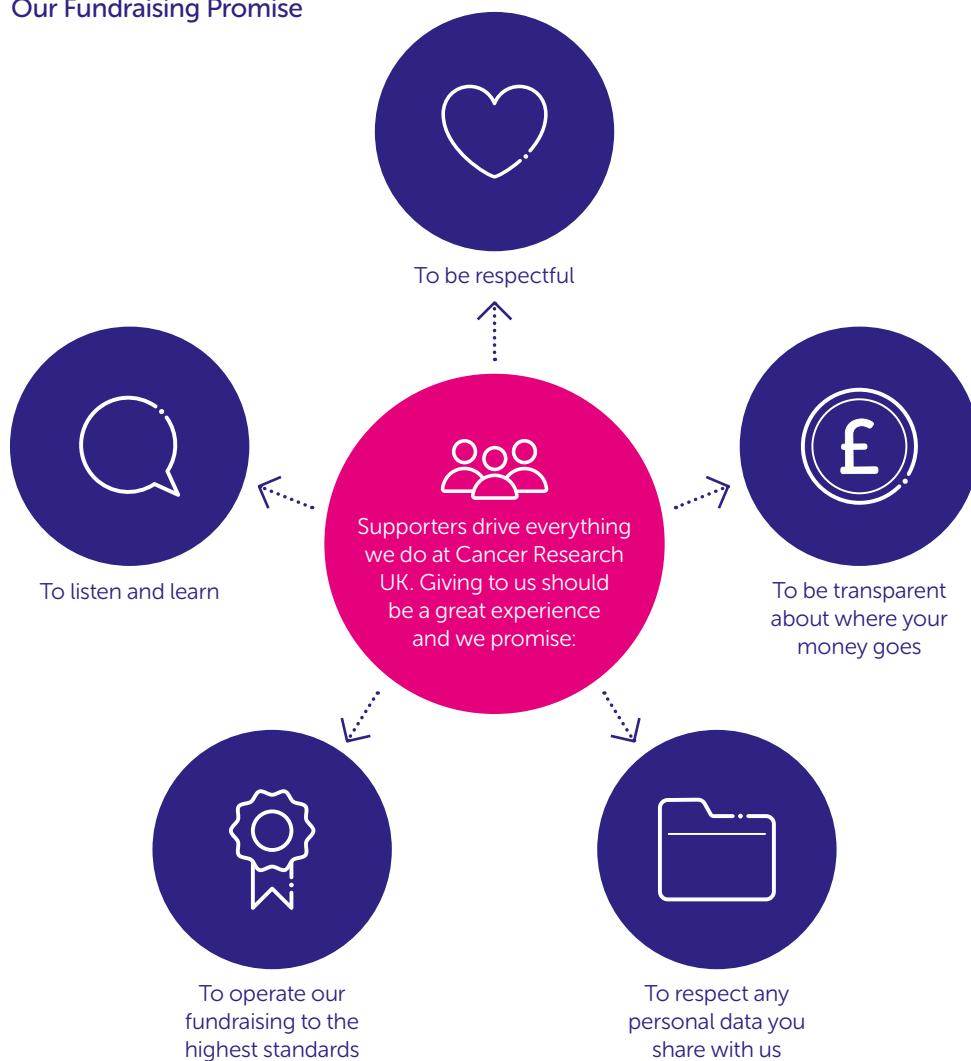 Our Fundraising Promise
To be respectful
Supporters drive everything
we do at Cancer Research
UK. Giving to us should
be a great experience
and we promise:
£
To listen and learn
To be transparent
about where your
money goes
To operate our
fundraising to the
highest standards
To respect any
personal data you
share with us